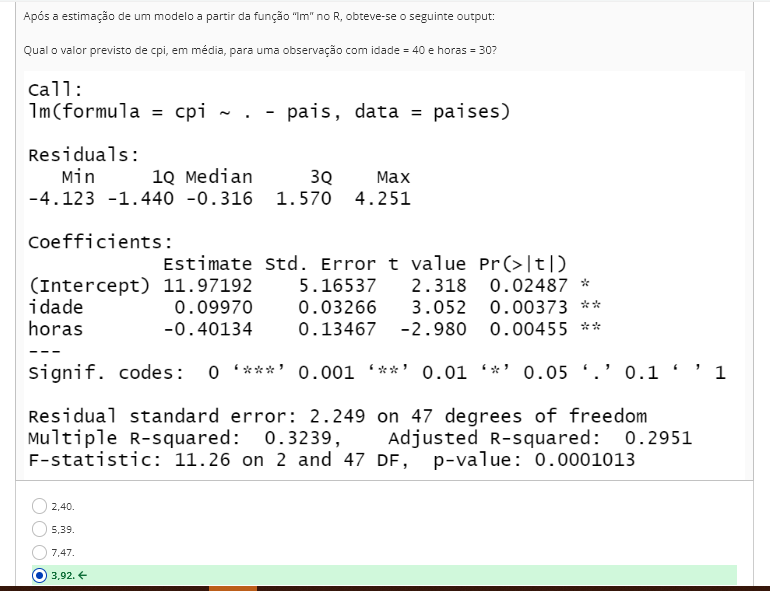 Após a estimação de um modelo a partir da função "lm" no R, obteve-se o seguinte output:
Qual o valor previsto de cpi, em média, para uma observação com idade = 40 e horas = 30?
Call:
lm(formula = cpi ~ . - pais, data = paises)
Residuals:
Min 1Q Median 3Q Max
-4.123 -1.440 -0.316 1.570 4.251
Coefficients:
Estimate Std. Error t value Pr(>|t|)
(Intercept) 11.97192 5.16537 2.318 0.02487 *
idade 0.09970 0.03266 3.052 0.00373 **
horas -0.40134 0.13467 -2.980 0.00455 **
---
Signif. codes: 0 ‘***’ 0.001 ‘**’ 0.01 ‘*’ 0.05 ‘.’ 0.1 ‘ ’ 1
Residual standard error: 2.249 on 47 degrees of freedom
Multiple R-squared: 0.3239, Adjusted R-squared: 0.2951
F-statistic: 11.26 on 2 and 47 DF, p-value: 0.0001013
2,40.
5,39.
7,47.
3,92. ←